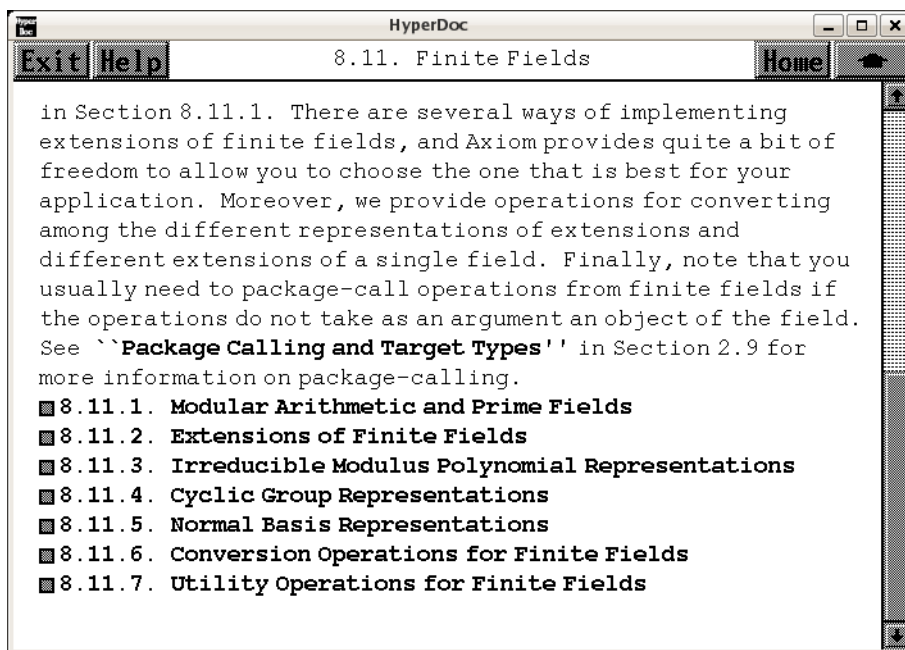 Hyper
Doc
HyperDoc
Exit Help
8.11. Finite Fields
Home
in Section 8.11.1. There are several ways of implementing
extensions of finite fields, and Axiom provides quite a bit of
freedom to allow you to choose the one that is best for your
application. Moreover, we provide operations for converting
among the different representations of extensions and
different extensions of a single field. Finally, note that you
usually need to package-call operations from finite fields if
the operations do not take as an argument an object of the field.
See ``Package Calling and Target Types'' in Section 2.9 for
more information on package-calling.
8.11.1. Modular Arithmetic and Prime Fields
8.11.2. Extensions of Finite Fields
8.11.3. Irreducible Modulus Polynomial Representations
8.11.4. Cyclic Group Representations
8.11.5. Normal Basis Representations
8.11.6. Conversion Operations for Finite Fields
8.11.7. Utility Operations for Finite Fields